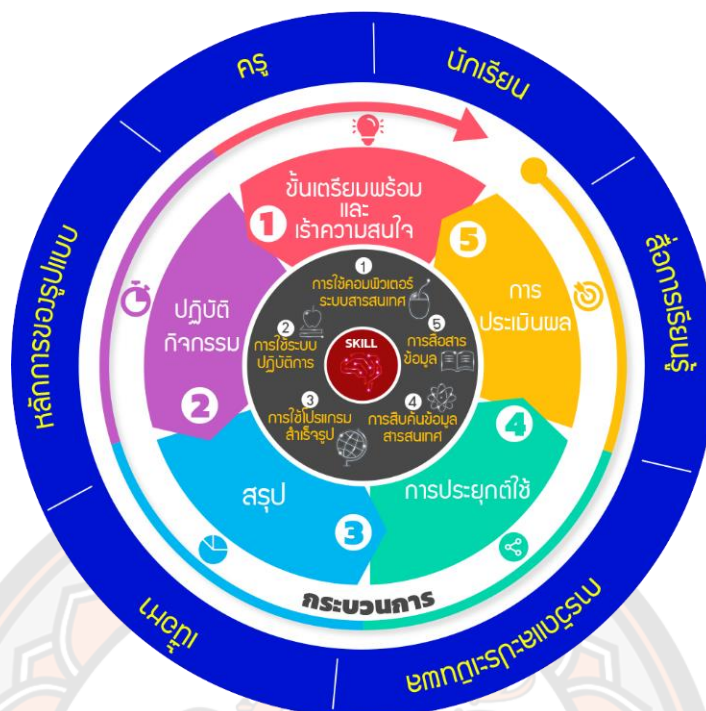 ครู
นักเรียน
สื่อการเรียนรู้
การวัดและประเมินผล
เนื้อหา
หลักการของรูปแบบ
1
ขั้นเตรียมพร้อม
และ
เร้าความสนใจ
2
ปฏิบัติ
กิจกรรม
3
สรุป
4
การประยุกต์ใช้
5
การ
ประเมินผล
กระบวนการ
1
การใช้คอมพิวเตอร์
ระบบสารสนเทศ
2
การใช้ระบบ
ปฏิบัติการ
3
การใช้โปรแกรม
สำเร็จรูป
4
การสืบค้นข้อมูล
สารสนเทศ
5
การสื่อสาร
ข้อมูล
SKILL